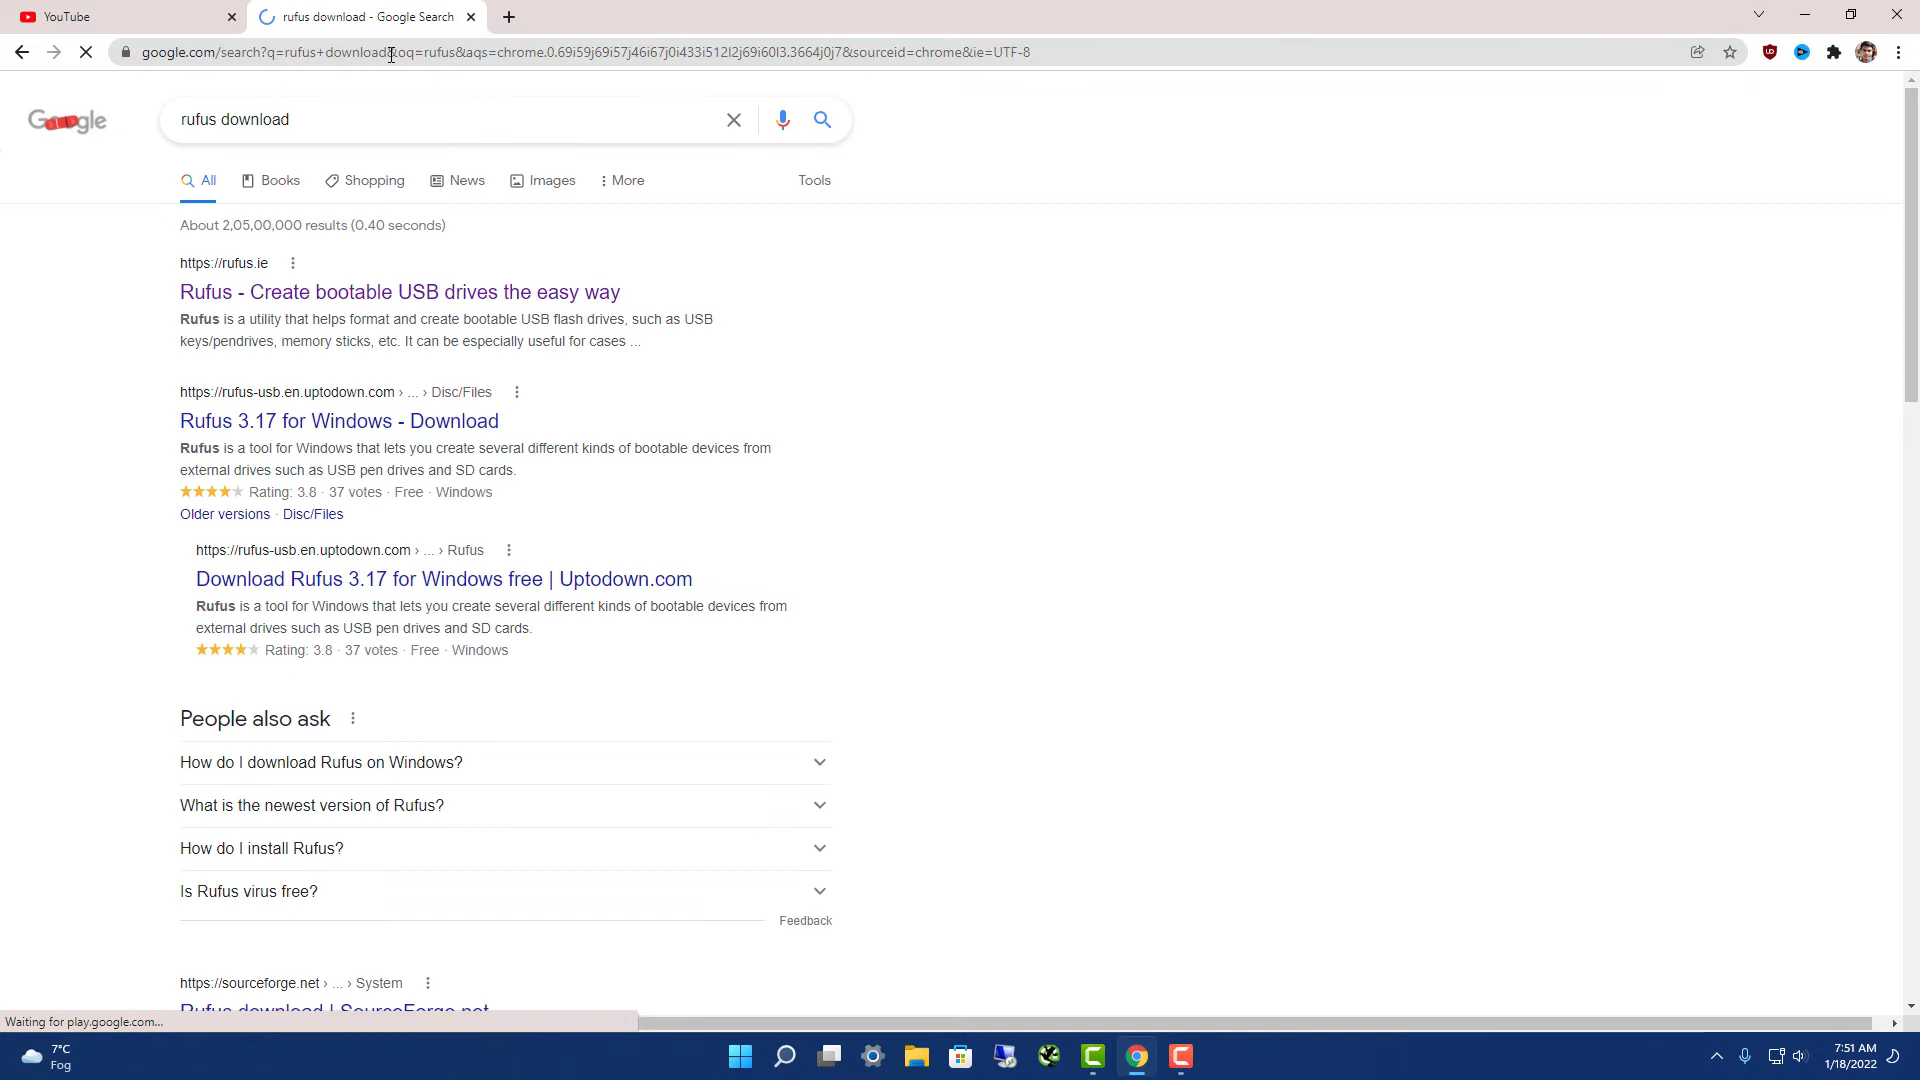 YouTube
rufus download - Google Search
google.com/search?q=rufus+download&oq=rufus&aqs=chrome.0.69i59j69i57j46i67j0i433i512l2j69i60l3.3664j0j7&sourceid=chrome&ie=UTF-8
Google
rufus download
All
Books
Shopping
News
Images
More
Tools
About 2,05,00,000 results (0.40 seconds)
https://rufus.ie
Rufus - Create bootable USB drives the easy way
Rufus is a utility that helps format and create bootable USB flash drives, such as USB
keys/pendrives, memory sticks, etc. It can be especially useful for cases ...
https://rufus-usb.en.uptodown.com › ... › Disc/Files
Rufus 3.17 for Windows - Download
Rufus is a tool for Windows that lets you create several different kinds of bootable devices from
external drives such as USB pen drives and SD cards.
Rating: 3.8 · 37 votes · Free · Windows
Older versions · Disc/Files
https://rufus-usb.en.uptodown.com › ... › Rufus
Download Rufus 3.17 for Windows free | Uptodown.com
Rufus is a tool for Windows that lets you create several different kinds of bootable devices from
external drives such as USB pen drives and SD cards.
Rating: 3.8 · 37 votes · Free · Windows
People also ask
How do I download Rufus on Windows?
What is the newest version of Rufus?
How do I install Rufus?
Is Rufus virus free?
Feedback
https://sourceforge.net › ... › System
Rufus download | SourceForge.net
Waiting for play.google.com...
7°C
Fog
7:51 AM
1/18/2022